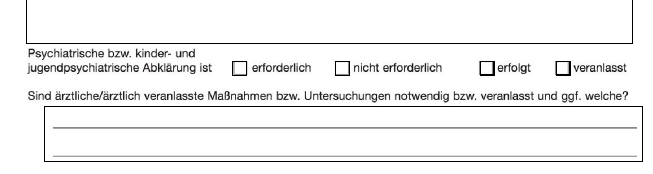 Psychiatrische bzw. kinder- und
jugendpsychiatrische Abklärung ist erforderlich nicht erforderlich erfolgt veranlasst
Sind ärztliche/ärztlich veranlasste Maßnahmen bzw. Untersuchungen notwendig bzw. veranlasst und ggf. welche?